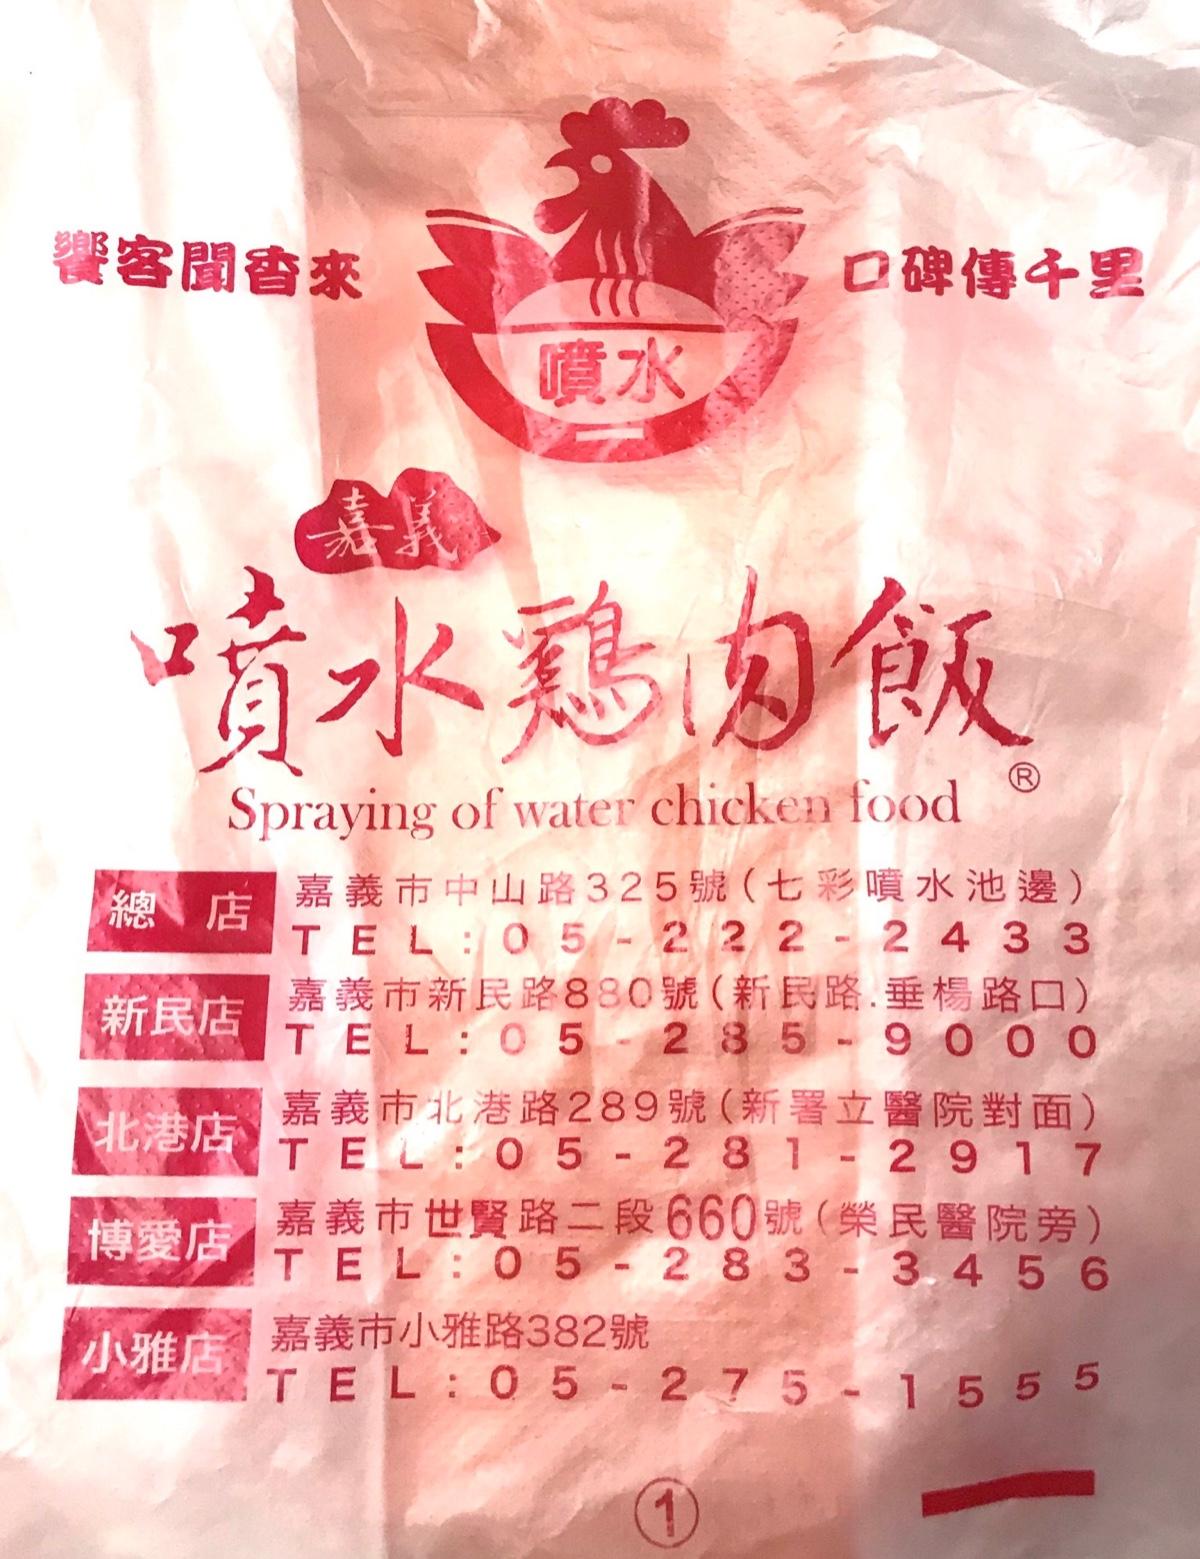 饗客聞香來
口碑傳千里
噴水
嘉義
噴水鷄肉飯
®
Spraying of water chicken food
總 店
嘉義市中山路325號(七彩噴水池邊)
TEL:05-222-2433
新民店
嘉義市新民路880號(新民路.垂楊路口)
TEL:05-285-9000
北港店
嘉義市北港路289號(新署立醫院對面)
TEL:05-281-2917
博愛店
嘉義市世賢路二段660號(榮民醫院旁)
TEL:05-283-3456
小雅店
嘉義市小雅路382號
TEL:05-275-1555
①